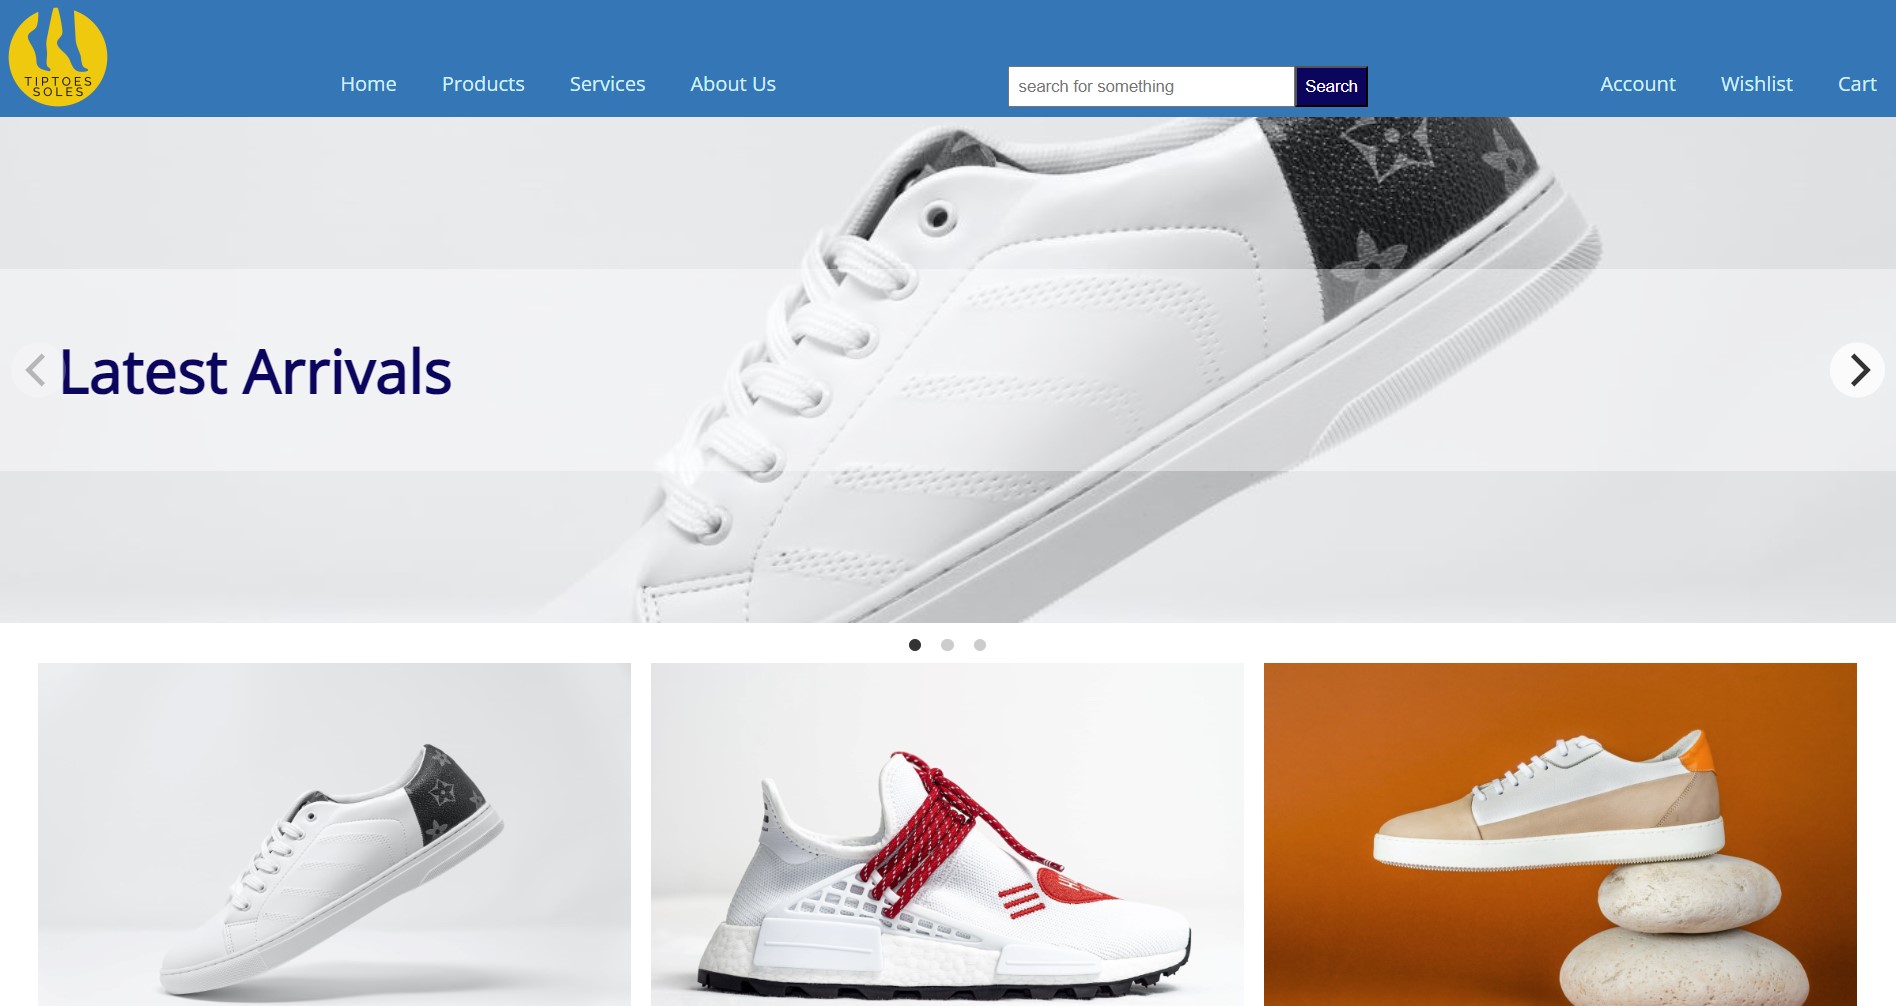 TIPTOES
SOLES
Home Products Services About Us
search for something Search
Account Wishlist Cart
Latest Arrivals